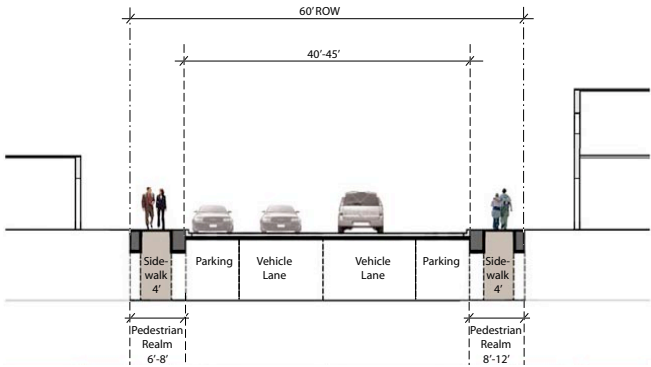 60' ROW
40'-45'
Side-
walk
4'
Parking
Vehicle
Lane
Vehicle
Lane
Parking
Side-
walk
4'
Pedestrian
Realm
6'-8'
Pedestrian
Realm
8'-12'